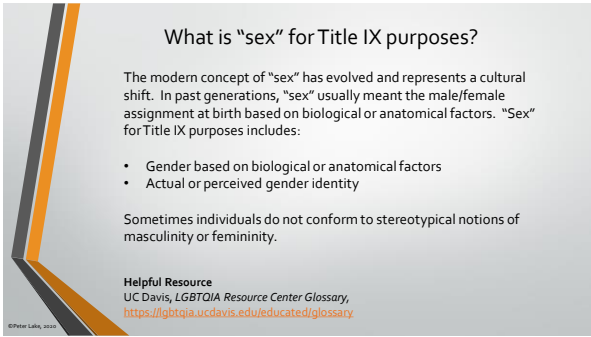 What is “sex” for Title IX purposes?
The modern concept of “sex” has evolved and represents a cultural
shift. In past generations, “sex” usually meant the male/female
assignment at birth based on biological or anatomical factors. “Sex”
for Title IX purposes includes:
• Gender based on biological or anatomical factors
• Actual or perceived gender identity
Sometimes individuals do not conform to stereotypical notions of
masculinity or femininity.
Helpful Resource
UC Davis, LGBTQIA Resource Center Glossary,
https://lgbtqia.ucdavis.edu/educated/glossary
©Peter Lake, 2020